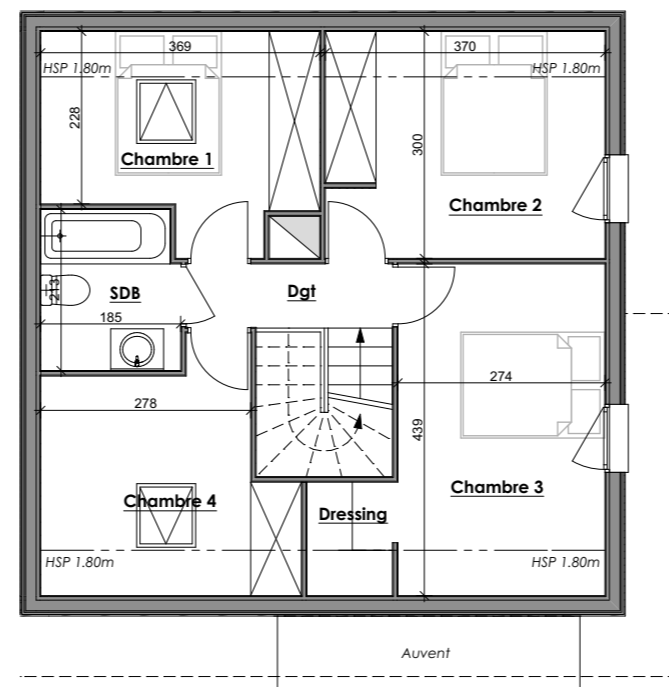 369
370
HSP 1.80m
HSP 1.80m
228
300
Chambre 1
Chambre 2
213
SDB
Dgt
185
278
274
439
Chambre 4
Dressing
Chambre 3
HSP 1.80m
HSP 1.80m
Auvent